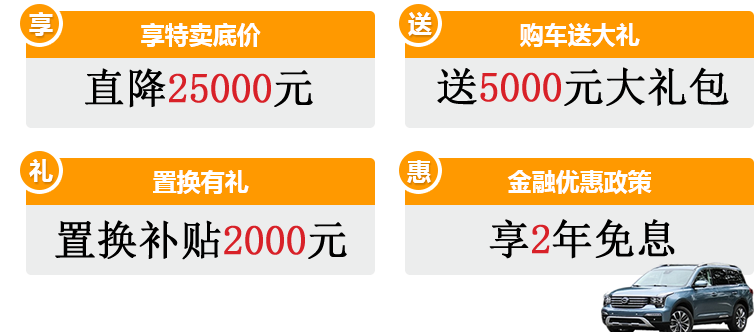 享
享特卖底价
直降25000元
送
购车送大礼
送5000元大礼包
礼
置换有礼
置换补贴2000元
惠
金融优惠政策
享2年免息